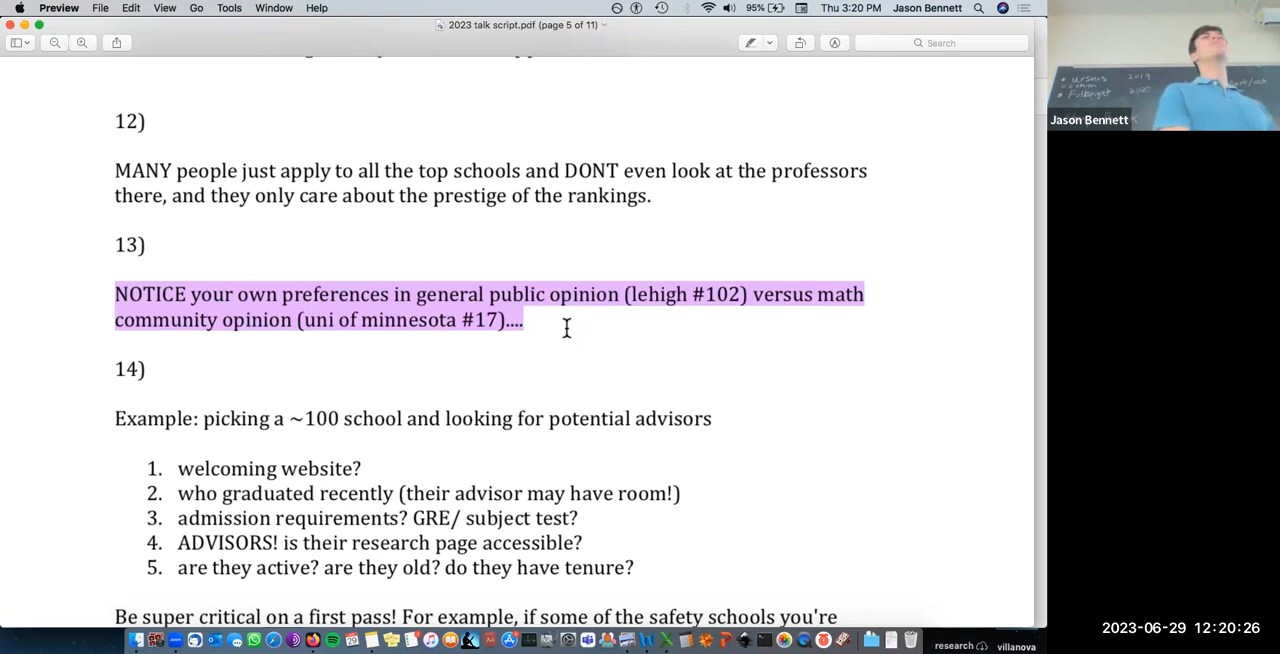 Preview File Edit View Go Tools Window Help 95% Thu 3:20 PM Jason Bennett
2023 talk script.pdf (page 5 of 11)
Search
12)
MANY people just apply to all the top schools and DONT even look at the professors
there, and they only care about the prestige of the rankings.
13)
NOTICE your own preferences in general public opinion (lehigh #102) versus math
community opinion (uni of minnesota #17)....
14)
Example: picking a ~100 school and looking for potential advisors
1. welcoming website?
2. who graduated recently (their advisor may have room!)
3. admission requirements? GRE/ subject test?
4. ADVISORS! is their research page accessible?
5. are they active? are they old? do they have tenure?
Be super critical on a first pass! For example, if some of the safety schools you're
Ursinus 2019
Fulbright 2020
Jason Bennett
2023-06-29 12:20:26
research villanova